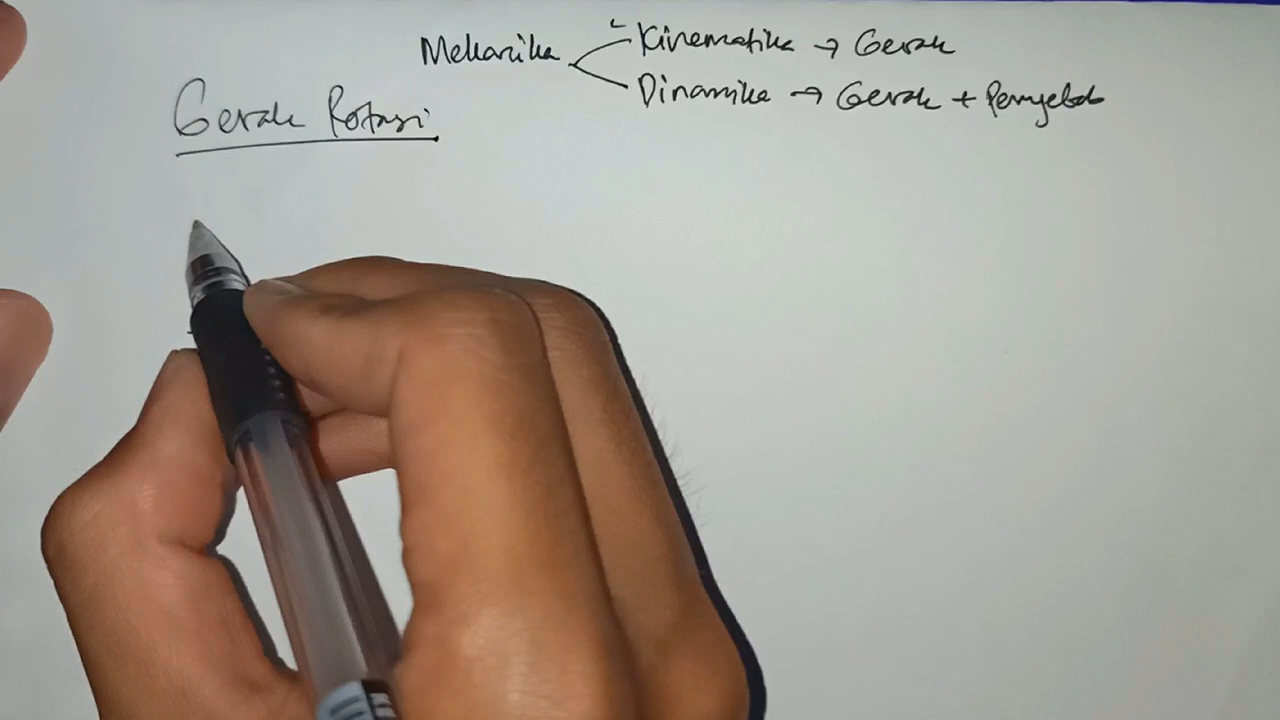 Mekanika
Kinematika → Gerak
Dinamika → Gerak + Penyebab
Gerak Rotasi